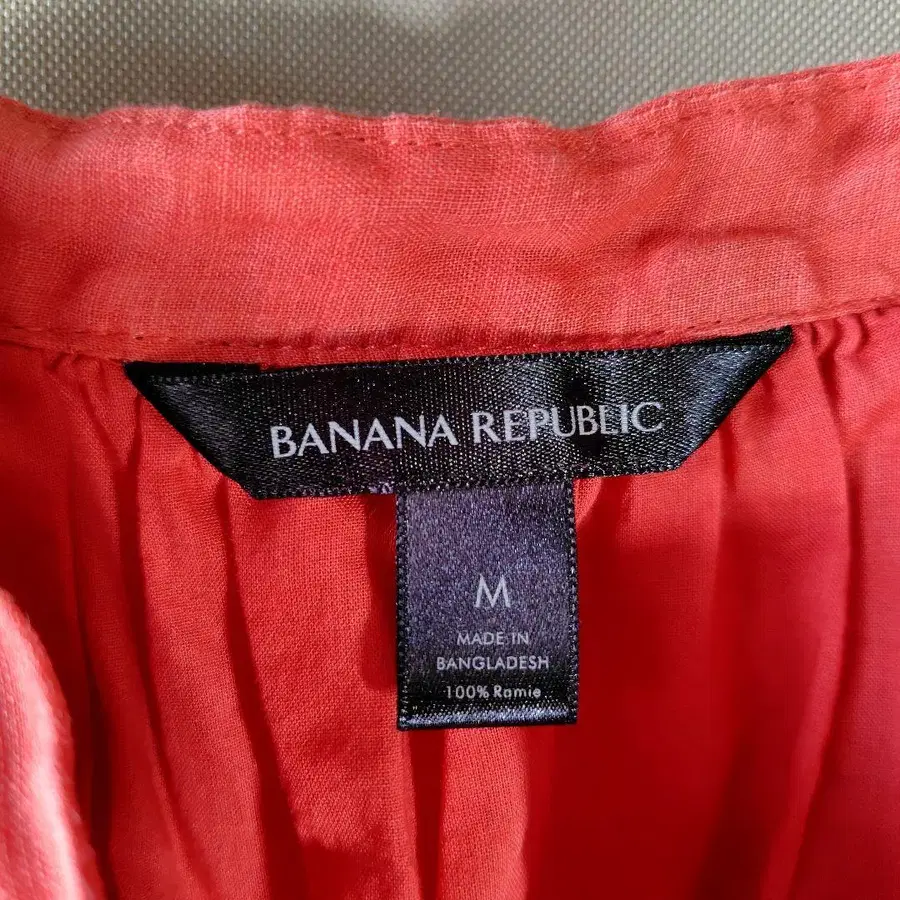 BANANA REPUBLIC
M
MADE IN
BANGLADESH
100% Ramie